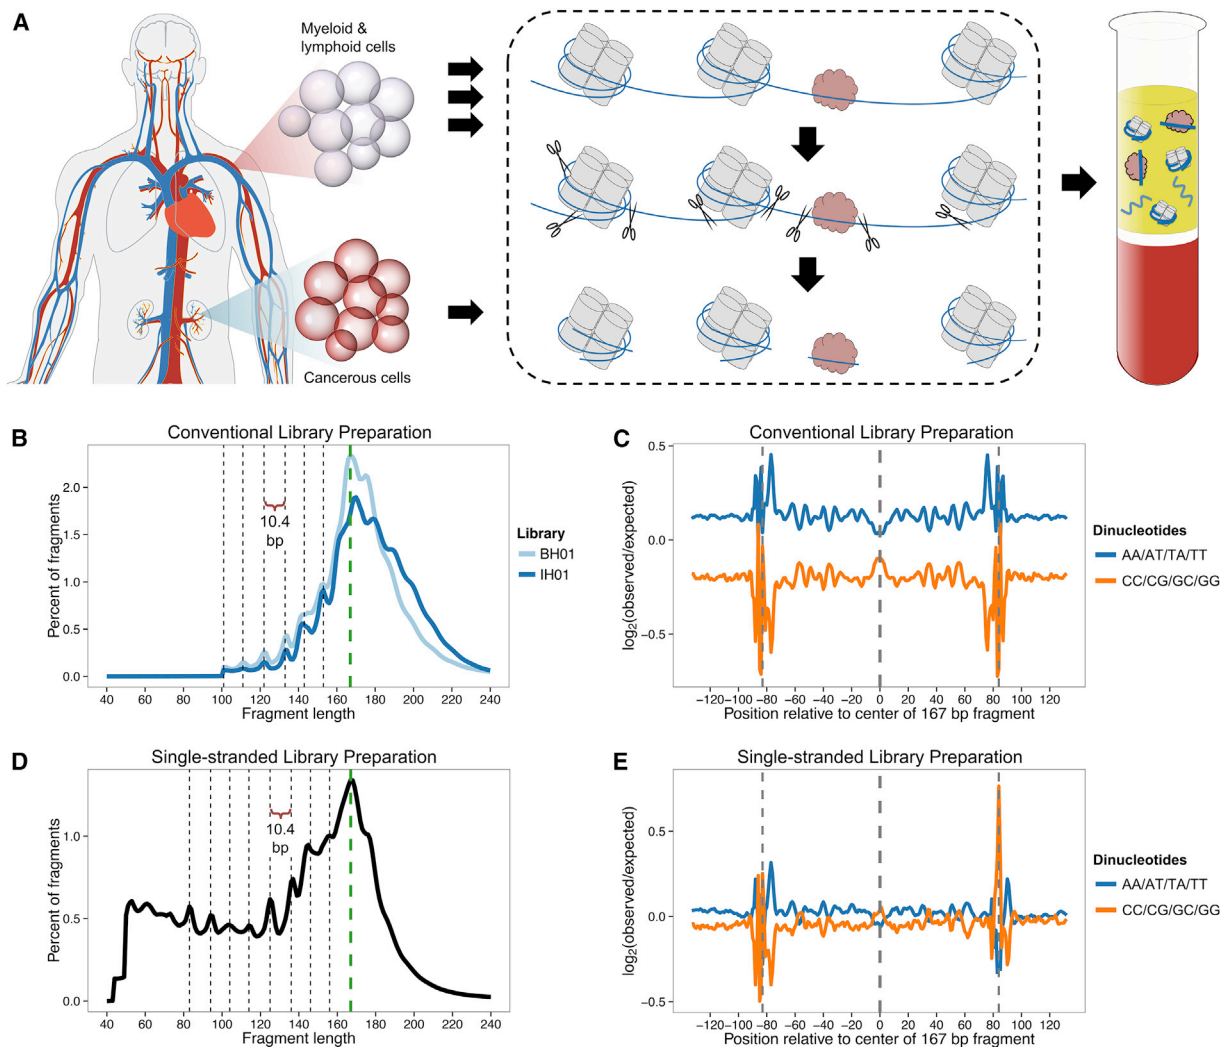 A
Myeloid &
lymphoid cells
Cancerous cells
B
Conventional Library Preparation
Percent of fragments
2.0
1.5
1.0
0.5
0.0
10.4
bp
40 60 80 100 120 140 160 180 200 220 240
Fragment length
Library
BH01
IH01
C
Conventional Library Preparation
log2(observed/expected)
0.5
0.0
−0.5
−120 −100 −80 −60 −40 −20 0 20 40 60 80 100 120
Position relative to center of 167 bp fragment
Dinucleotides
AA/AT/TA/TT
CC/CG/GC/GG
D
Single-stranded Library Preparation
Percent of fragments
1.0
0.5
0.0
10.4
bp
40 60 80 100 120 140 160 180 200 220 240
Fragment length
E
Single-stranded Library Preparation
log2(observed/expected)
0.5
0.0
−0.5
−120 −100 −80 −60 −40 −20 0 20 40 60 80 100 120
Position relative to center of 167 bp fragment
Dinucleotides
AA/AT/TA/TT
CC/CG/GC/GG